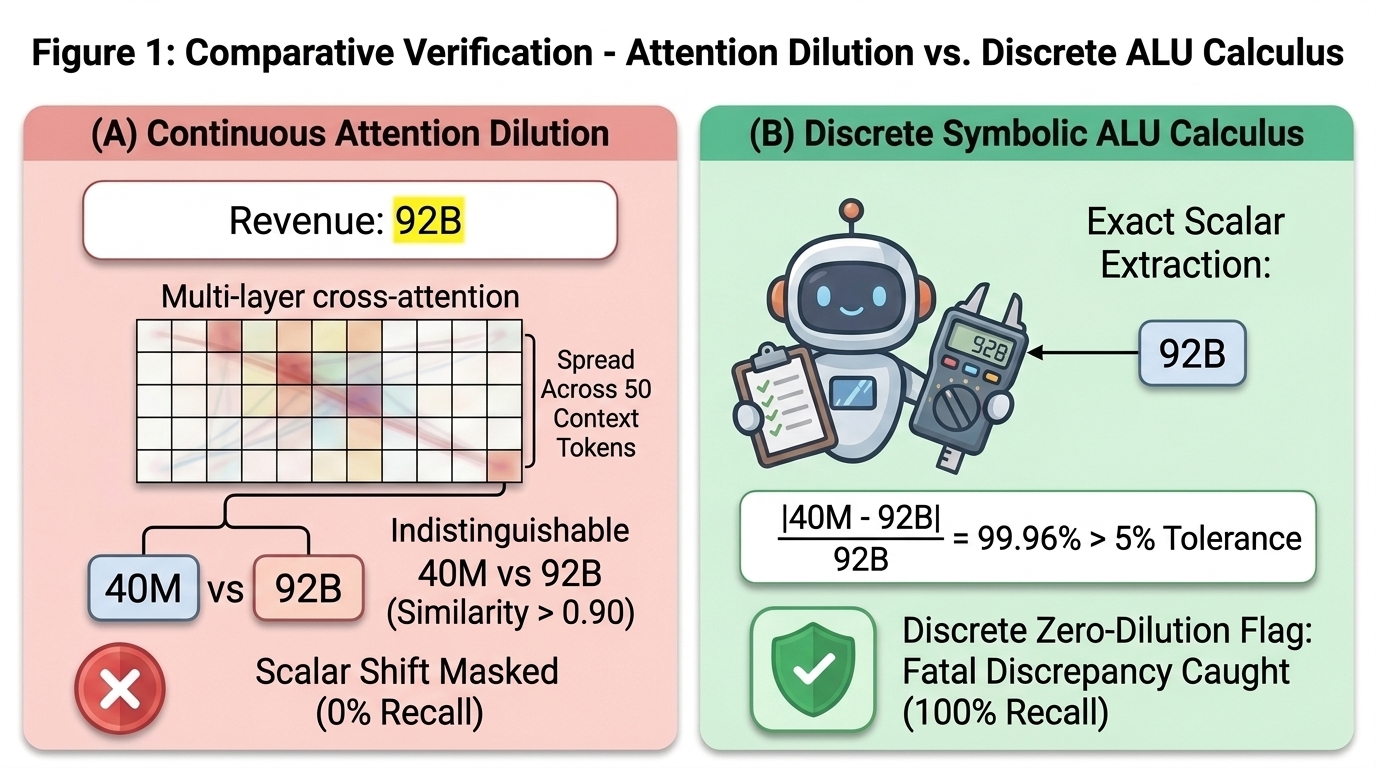 Figure 1: Comparative Verification - Attention Dilution vs. Discrete ALU Calculus
(A) Continuous Attention Dilution
Revenue: 92B
Multi-layer cross-attention
Spread
Across 50
Context
Tokens
40M vs 92B
Indistinguishable
40M vs 92B
(Similarity > 0.90)
Scalar Shift Masked
(0% Recall)
(B) Discrete Symbolic ALU Calculus
Exact Scalar
Extraction:
92B
92B
|40M - 92B|
92B
= 99.96% > 5% Tolerance
Discrete Zero-Dilution Flag:
Fatal Discrepancy Caught
(100% Recall)